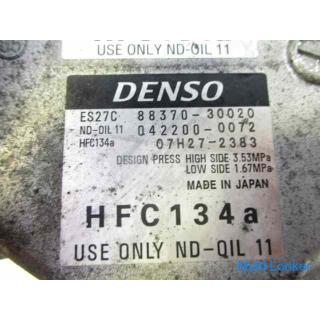 USE ONLY ND-OIL 11
DENSO
ES27C 88370-30020
ND-OIL 11 042200-0072
HFC134a 07H27-2383
DESIGN PRESS HIGH SIDE 3.53MPa
LOW SIDE 1.67MPa
MADE IN JAPAN
HFC134a
USE ONLY ND-OIL 11